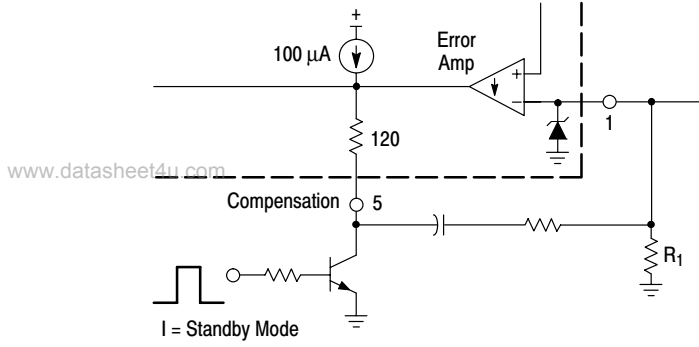 +
100 μA
Error
Amp
+
−
1
120
www.datasheet4u.com
Compensation
5
R1
I = Standby Mode